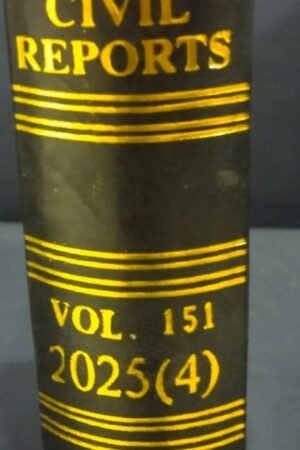 CIVIL
REPORTS
VOL. 151
2025(4)